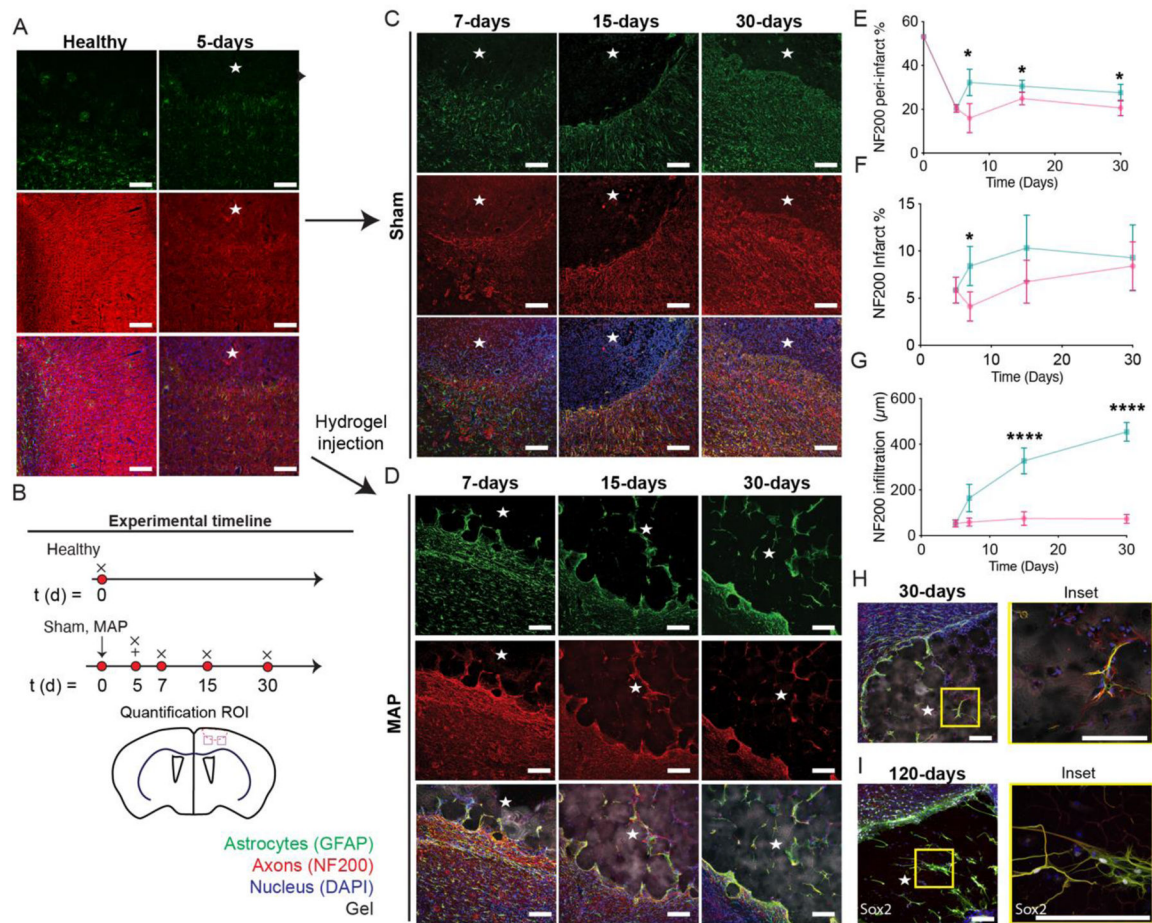 A
Healthy
5-days
Hydrogel
injection
B
Experimental timeline
Healthy
×
t (d) = 0
Sham, MAP
×
+
×
×
×
t (d) = 0 5 7 15 30
Quantification ROI
Astrocytes (GFAP)
Axons (NF200)
Nucleus (DAPI)
Gel
C
7-days 15-days 30-days
Sham
D
7-days 15-days 30-days
MAP
E
NF200 peri-infarct %
60
40
20
0
* * *
0 10 20 30
Time (Days)
F
NF200 Infarct %
15
10
5
0
*
0 10 20 30
Time (Days)
G
NF200 infiltration (µm)
600
400
200
0
**** ****
0 10 20 30
Time (Days)
H
30-days
Inset
I
120-days
Inset
Sox2
Sox2